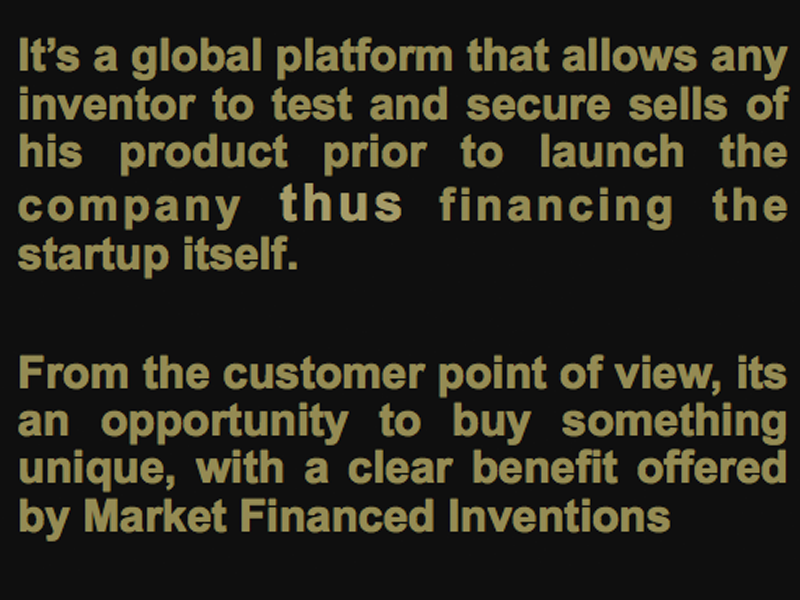 It’s a global platform that allows any
inventor to test and secure sells of
his product prior to launch the
company thus financing the
startup itself.
From the customer point of view, its
an opportunity to buy something
unique, with a clear benefit offered
by Market Financed Inventions